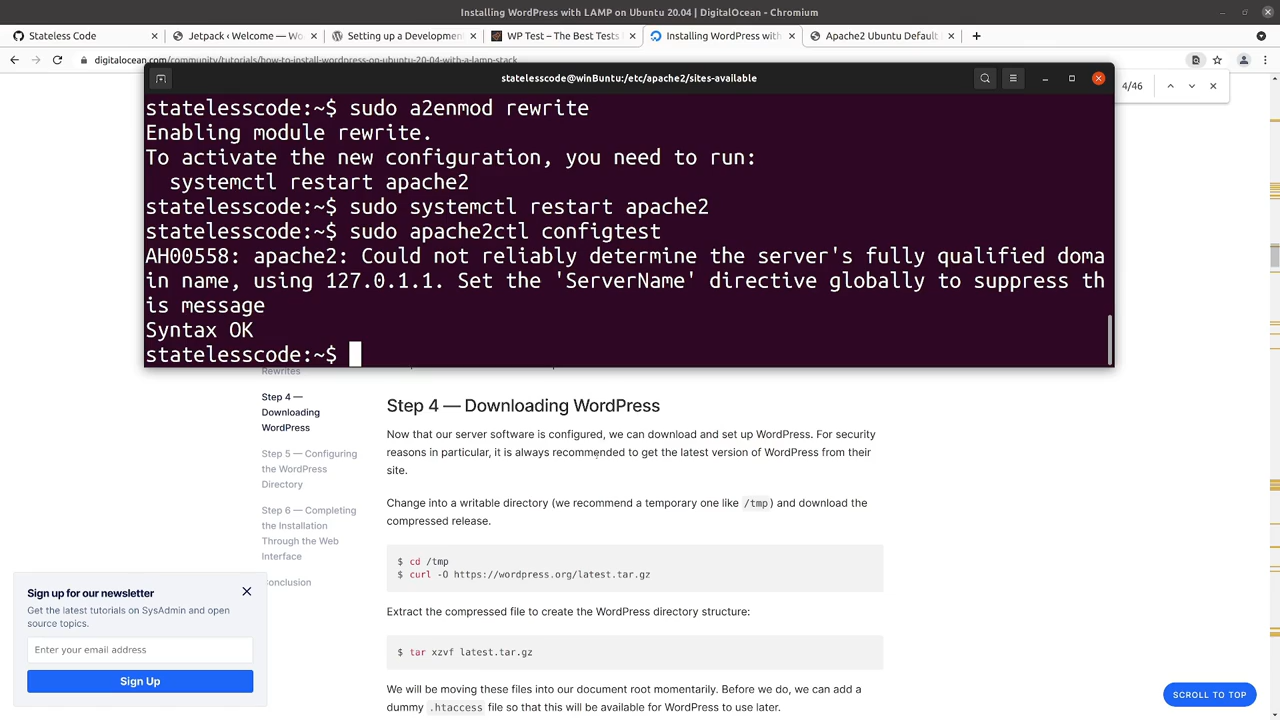 Installing WordPress with LAMP on Ubuntu 20.04 | DigitalOcean - Chromium
Stateless Code
Jetpack ‹ Welcome — Wo
Setting up a Developmen
WP Test – The Best Tests
Installing WordPress with
Apache2 Ubuntu Default
digitalocean.com/community/tutorials/how-to-install-wordpress-on-ubuntu-20-04-with-a-lamp-stack
4/46
statelesscode@winBuntu:/etc/apache2/sites-available
statelesscode:~$ sudo a2enmod rewrite
Enabling module rewrite.
To activate the new configuration, you need to run:
  systemctl restart apache2
statelesscode:~$ sudo systemctl restart apache2
statelesscode:~$ sudo apache2ctl configtest
AH00558: apache2: Could not reliably determine the server's fully qualified doma
in name, using 127.0.1.1. Set the 'ServerName' directive globally to suppress th
is message
Syntax OK
statelesscode:~$
Rewrites
Step 4 —
Downloading
WordPress
Step 5 — Configuring
the WordPress
Directory
Step 6 — Completing
the Installation
Through the Web
Interface
onclusion
Step 4 — Downloading WordPress
Now that our server software is configured, we can download and set up WordPress. For security
reasons in particular, it is always recommended to get the latest version of WordPress from their
site.
Change into a writable directory (we recommend a temporary one like /tmp) and download the
compressed release.
$ cd /tmp
$ curl -O https://wordpress.org/latest.tar.gz
Extract the compressed file to create the WordPress directory structure:
$ tar xzvf latest.tar.gz
We will be moving these files into our document root momentarily. Before we do, we can add a
dummy .htaccess file so that this will be available for WordPress to use later.
Sign up for our newsletter
Get the latest tutorials on SysAdmin and open
source topics.
Enter your email address
Sign Up
SCROLL TO TOP